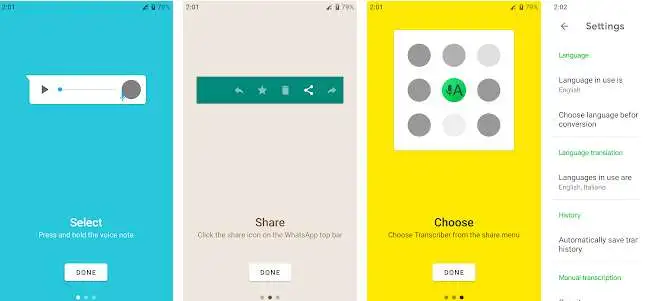 2:01
79%
Select
Press and hold the voice note
DONE
2:01
79%
Share
Click the share icon on the WhatsApp top bar
DONE
2:01
79%
A
Choose
Choose Transcriber from the share menu
DONE
2:02
Settings
Language
Language in use is
English
Choose language befor
conversion
Language translation
Languages in use are
English, Italiano
History
Automatically save tran
history
Manual transcription